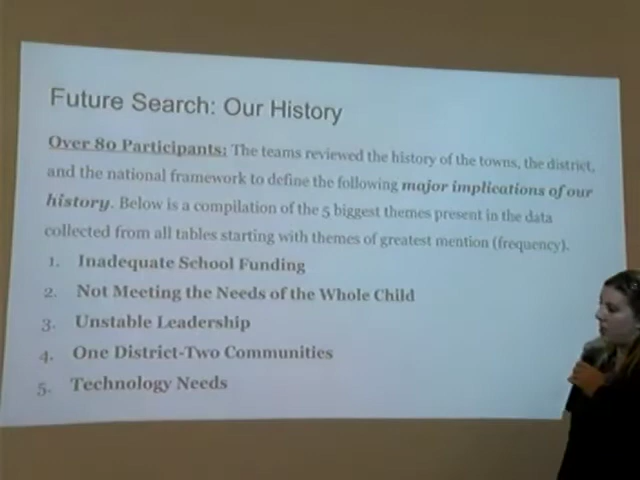 Future Search: Our History
Over 80 Participants: The teams reviewed the history of the towns, the district,
and the national framework to define the following major implications of our
history. Below is a compilation of the 5 biggest themes present in the data
collected from all tables starting with themes of greatest mention (frequency).
1. Inadequate School Funding
2. Not Meeting the Needs of the Whole Child
3. Unstable Leadership
4. One District-Two Communities
5. Technology Needs